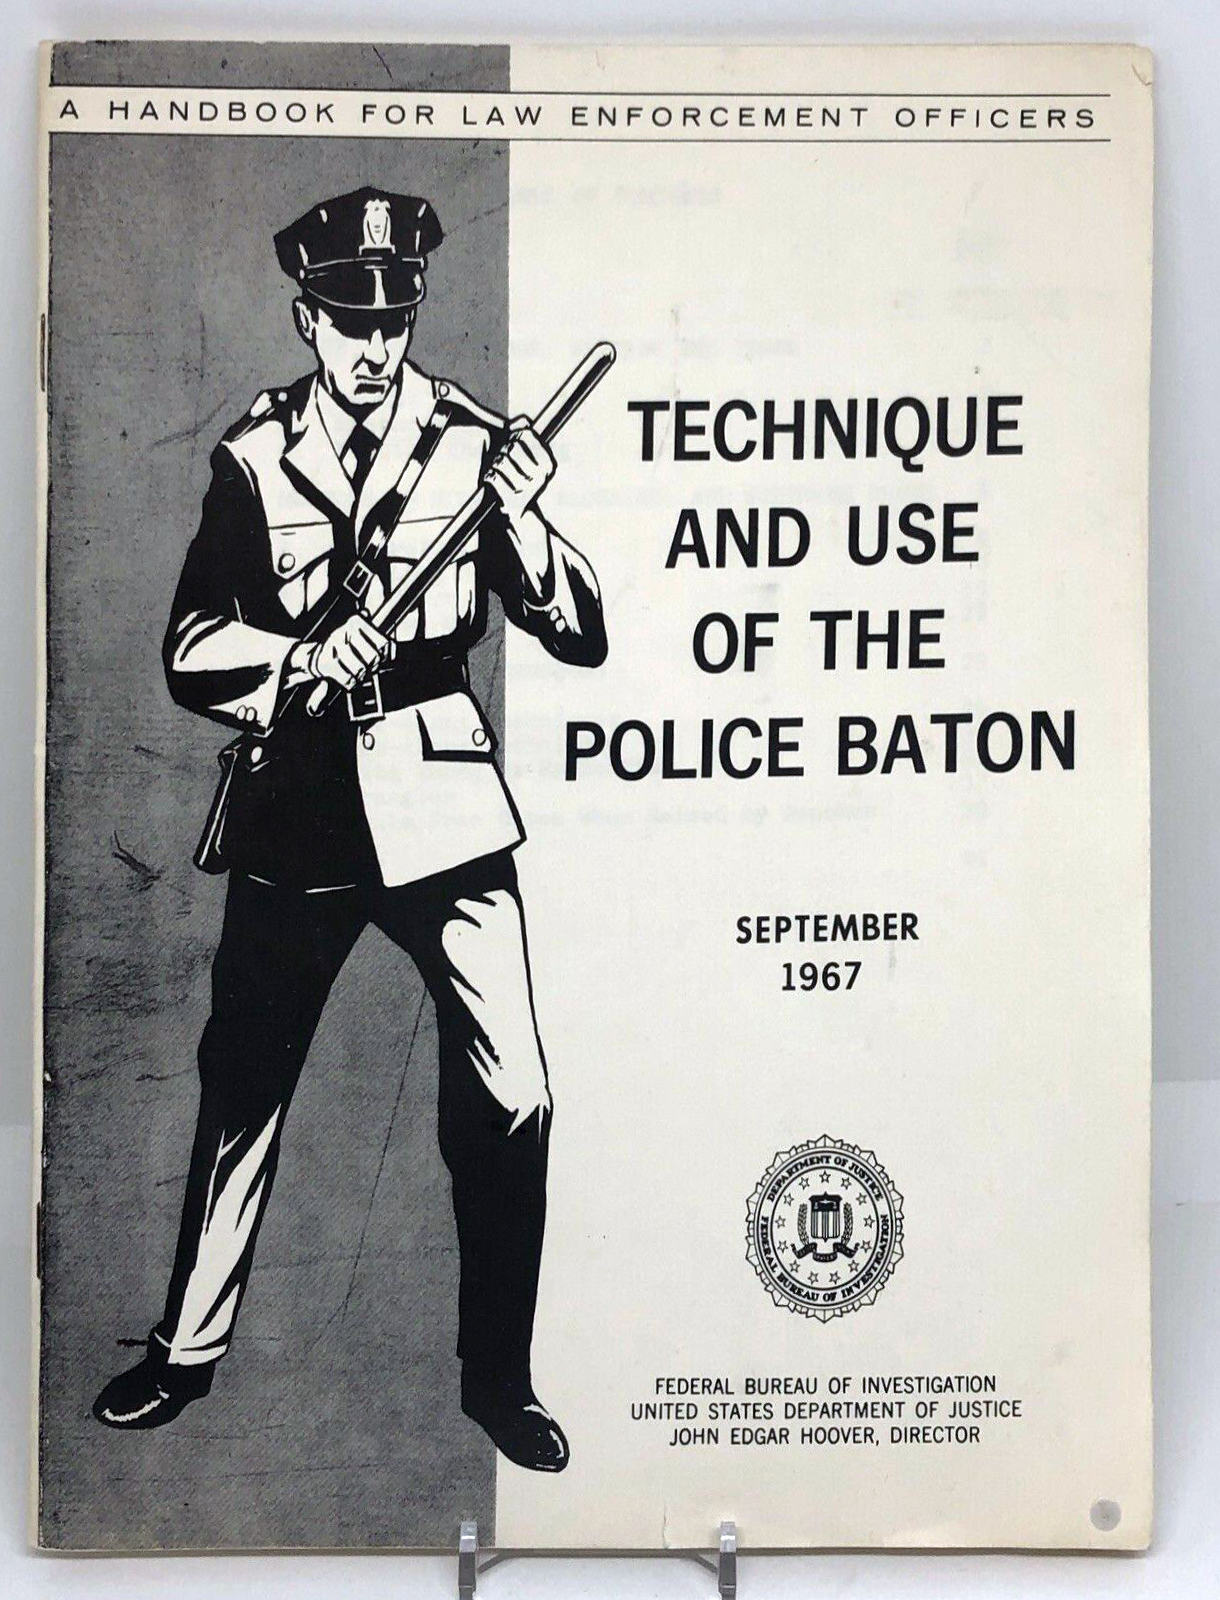 A HANDBOOK FOR LAW ENFORCEMENT OFFICERS
TECHNIQUE
AND USE
OF THE
POLICE BATON
SEPTEMBER
1967
DEPARTMENT OF JUSTICE
FEDERAL BUREAU OF INVESTIGATION
FEDERAL BUREAU OF INVESTIGATION
UNITED STATES DEPARTMENT OF JUSTICE
JOHN EDGAR HOOVER, DIRECTOR